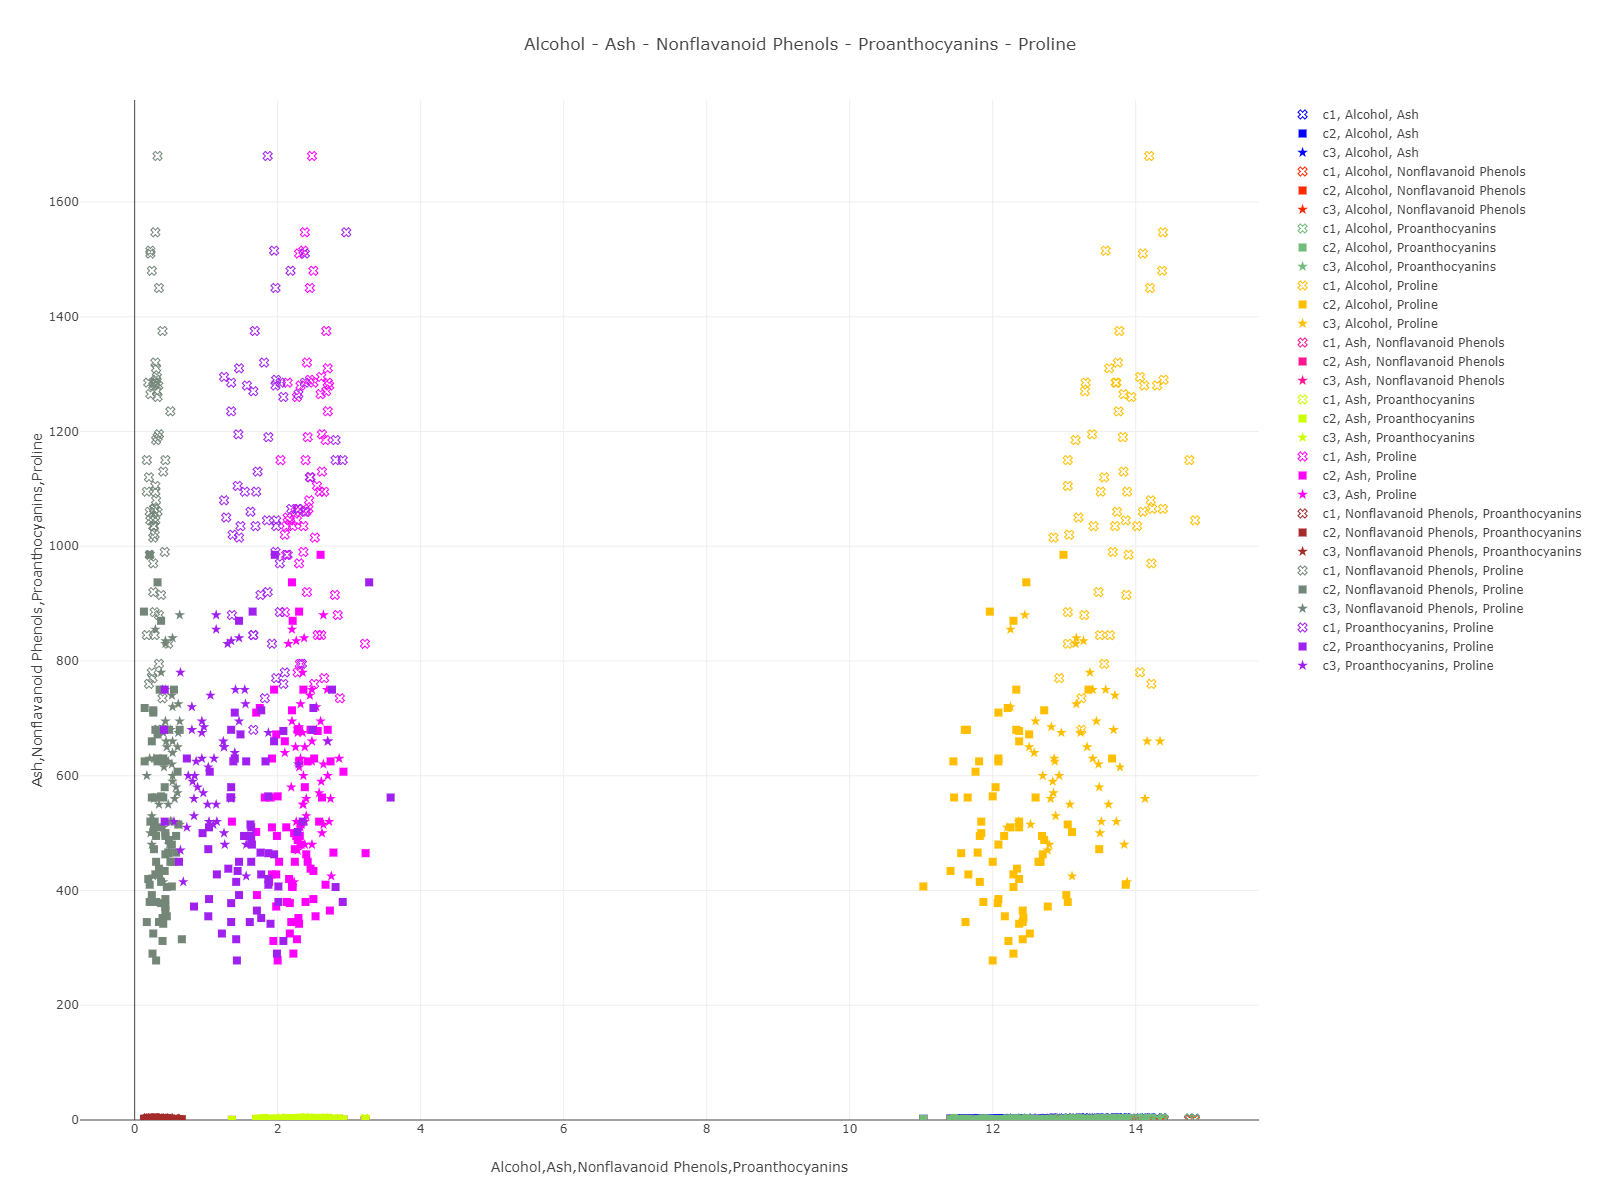 Alcohol - Ash - Nonflavanoid Phenols - Proanthocyanins - Proline
c1, Alcohol, Ash
c2, Alcohol, Ash
c3, Alcohol, Ash
c1, Alcohol, Nonflavanoid Phenols
c2, Alcohol, Nonflavanoid Phenols
c3, Alcohol, Nonflavanoid Phenols
c1, Alcohol, Proanthocyanins
c2, Alcohol, Proanthocyanins
c3, Alcohol, Proanthocyanins
c1, Alcohol, Proline
c2, Alcohol, Proline
c3, Alcohol, Proline
c1, Ash, Nonflavanoid Phenols
c2, Ash, Nonflavanoid Phenols
c3, Ash, Nonflavanoid Phenols
c1, Ash, Proanthocyanins
c2, Ash, Proanthocyanins
c3, Ash, Proanthocyanins
c1, Ash, Proline
c2, Ash, Proline
c3, Ash, Proline
c1, Nonflavanoid Phenols, Proanthocyanins
c2, Nonflavanoid Phenols, Proanthocyanins
c3, Nonflavanoid Phenols, Proanthocyanins
c1, Nonflavanoid Phenols, Proline
c2, Nonflavanoid Phenols, Proline
c3, Nonflavanoid Phenols, Proline
c1, Proanthocyanins, Proline
c2, Proanthocyanins, Proline
c3, Proanthocyanins, Proline
1600
1400
1200
1000
800
600
400
200
0
Ash,Nonflavanoid Phenols,Proanthocyanins,Proline
0 2 4 6 8 10 12 14
Alcohol,Ash,Nonflavanoid Phenols,Proanthocyanins